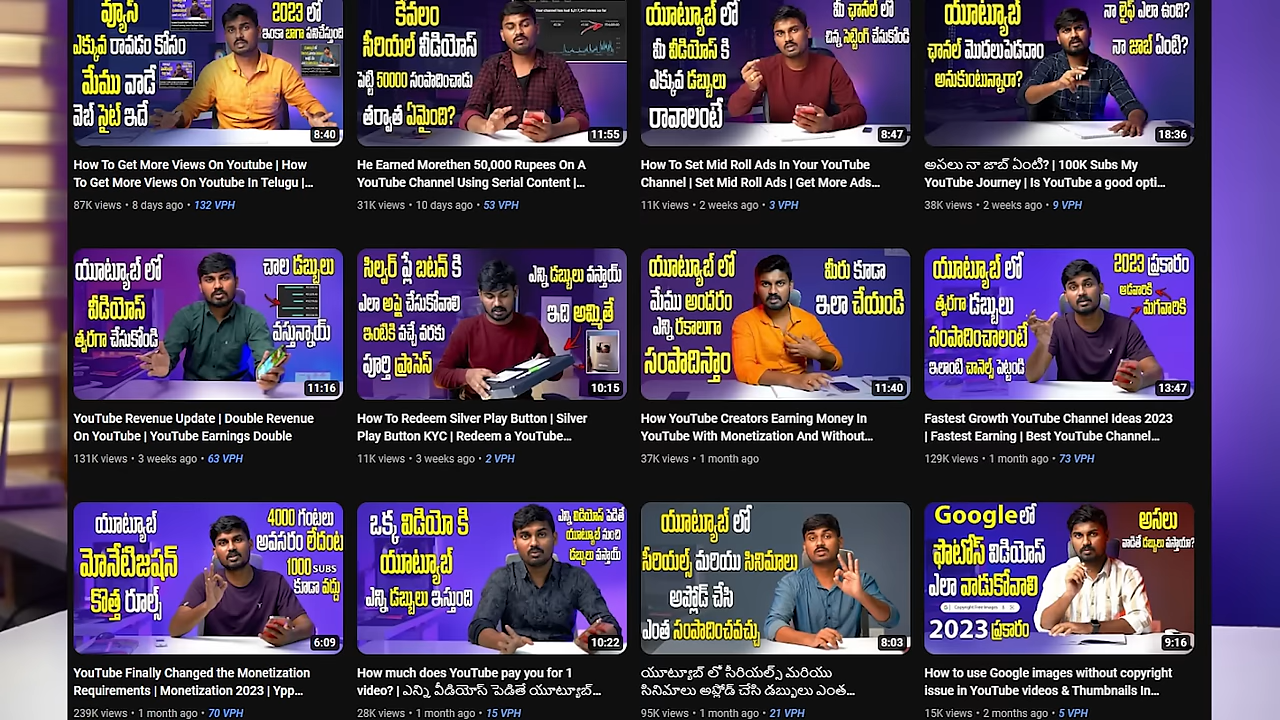 వ్యూస్
ఎక్కువ రావడం కోసం
మేము వాడే
వెబ్ సైట్ ఇదే
2023 లో
ఇంకా బాగా పనిచేస్తుంది
8:40
కేవలం
సీరియల్ వీడియోస్
పెట్టి 50000 సంపాదించాడు
తర్వాత ఏమైంది?
11:55
యూట్యూబ్ లో
మీ వీడియోస్ కి
ఎక్కువ డబ్బులు
రావాలంటే
మీ ఛానల్ లో
చిన్న సెట్టింగ్ చేసుకోండి
8:47
యూట్యూబ్
ఛానల్ మొదలుపెడదాం
అనుకుంటున్నారా?
నా లైఫ్ ఎలా ఉంది?
నా జాబ్ ఏంటి?
18:36
How To Get More Views On Youtube | How
To Get More Views On Youtube In Telugu |...
87K views • 8 days ago • 132 VPH
He Earned Morethen 50,000 Rupees On A
YouTube Channel Using Serial Content |...
31K views • 10 days ago • 53 VPH
How To Set Mid Roll Ads In Your YouTube
Channel | Set Mid Roll Ads | Get More Ads...
11K views • 2 weeks ago • 3 VPH
అసలు నా జాబ్ ఏంటి? | 100K Subs My
YouTube Journey | Is YouTube a good opti...
38K views • 2 weeks ago • 9 VPH
యూట్యూబ్ లో
వీడియోస్
త్వరగా చేసుకోండి
చాల డబ్బులు
వస్తున్నాయ్
11:16
సిల్వర్ ప్లే బటన్ కి
ఎలా అప్లై చేసుకోవాలి
ఇంటికి వచ్చే వరకు
పూర్తి ప్రాసెస్
ఎన్ని డబ్బులు వస్తాయ్
ఇది అమ్మితే
10:15
యూట్యూబ్ లో
మేము అందరం
ఎన్ని రకాలుగా
సంపాదిస్తాం
మీరు కూడా
ఇలా చేయండి
11:40
యూట్యూబ్ లో
త్వరగా డబ్బులు
సంపాదించాలంటే
ఇలాంటి చానెల్స్ పెట్టండి
2023 ప్రకారం
ఆడవారికి
మగవారికి
13:47
YouTube Revenue Update | Double Revenue
On YouTube | YouTube Earnings Double
131K views • 3 weeks ago • 63 VPH
How To Redeem Silver Play Button | Silver
Play Button KYC | Redeem a YouTube...
11K views • 3 weeks ago • 2 VPH
How YouTube Creators Earning Money In
YouTube With Monetization And Without...
37K views • 1 month ago
Fastest Growth YouTube Channel Ideas 2023
| Fastest Earning | Best YouTube Channel...
129K views • 1 month ago • 73 VPH
యూట్యూబ్
మోనేటిజషన్
కొత్త రూల్స్
4000 గంటలు
అవసరం లేదంట
1000 SUBS
కూడా వద్దు
6:09
ఒక్క విడియో కి
యూట్యూబ్
ఎన్ని డబ్బులు ఇస్తుంది
ఎన్ని విడియోస్ పెడితే
యూట్యూబ్ నుంచి
డబ్బులు వస్తాయ్
10:22
యూట్యూబ్ లో
సీరియల్స్ మరియు సినిమాలు
అప్లోడ్ చేసి
ఎంత సంపాదించవచ్చు
8:03
Googleలో
ఫొటోస్ విడియోస్
ఎలా వాడుకోవాలి
Copyright free images
2023 ప్రకారం
అసలు
వాడితే డబ్బులు వస్తాయా?
9:16
YouTube Finally Changed the Monetization
Requirements | Monetization 2023 | Ypp...
239K views • 1 month ago • 70 VPH
How much does YouTube pay you for 1
video? | ఎన్ని వీడియోస్ పెడితే యూట్యూబ్...
28K views • 1 month ago • 15 VPH
యూట్యూబ్ లో సీరియల్స్ మరియు
సినిమాలు అప్లోడ్ చేసి డబ్బులు ఎంత...
95K views • 1 month ago • 21 VPH
How to use Google images without copyright
issue in YouTube videos & Thumbnails In...
15K views • 2 months ago • 5 VPH